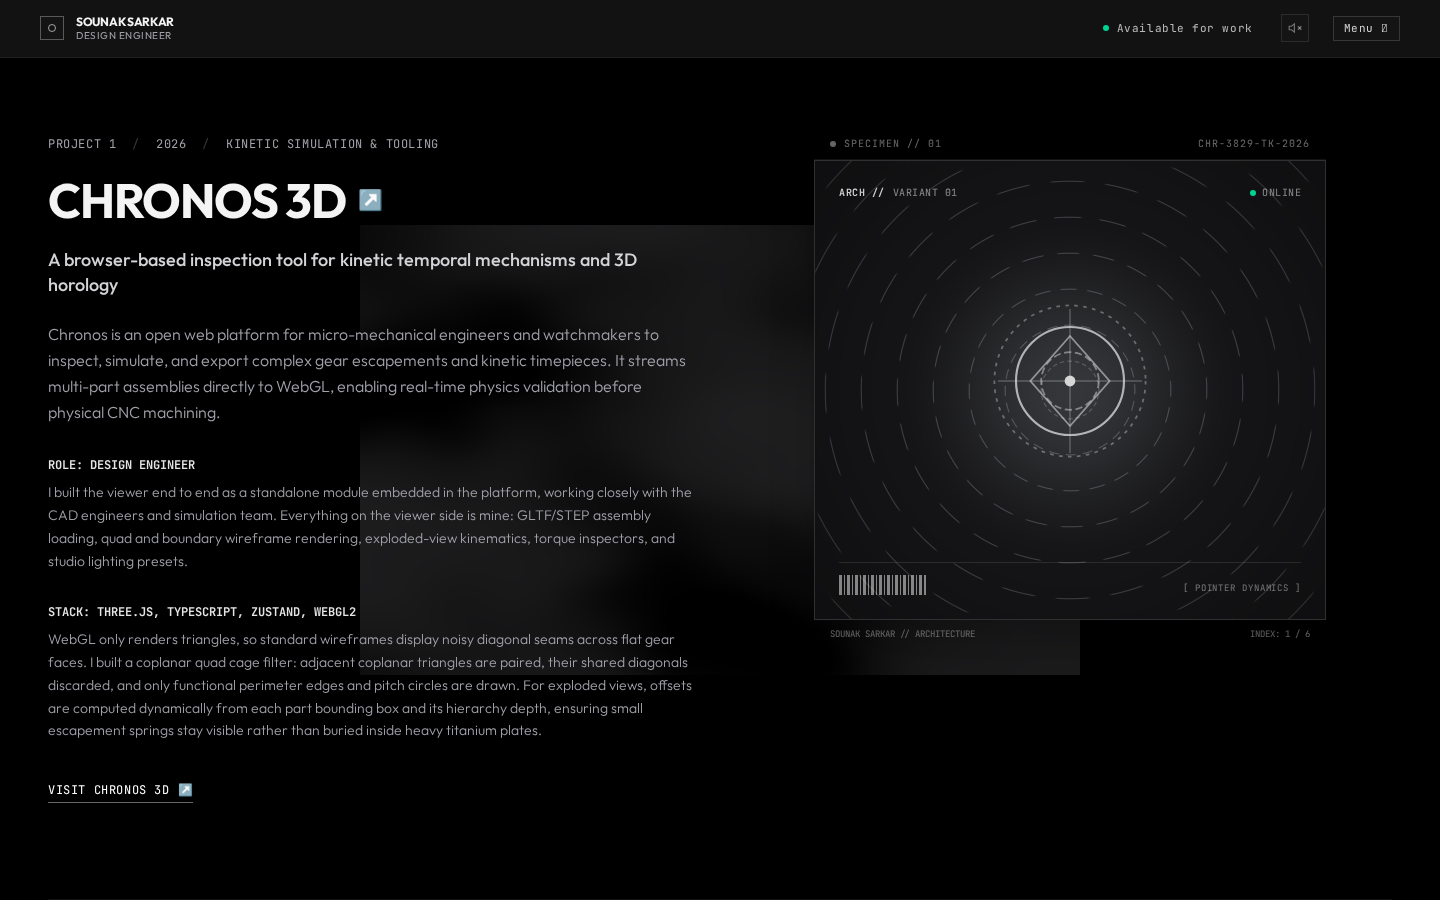 SOUNAK SARKAR
DESIGN ENGINEER
Available for work
Menu
PROJECT 1 / 2026 / KINETIC SIMULATION & TOOLING
CHRONOS 3D ↗
A browser-based inspection tool for kinetic temporal mechanisms and 3D
horology
Chronos is an open web platform for micro-mechanical engineers and watchmakers to
inspect, simulate, and export complex gear escapements and kinetic timepieces. It streams
multi-part assemblies directly to WebGL, enabling real-time physics validation before
physical CNC machining.
ROLE: DESIGN ENGINEER
I built the viewer end to end as a standalone module embedded in the platform, working closely with the
CAD engineers and simulation team. Everything on the viewer side is mine: GLTF/STEP assembly
loading, quad and boundary wireframe rendering, exploded-view kinematics, torque inspectors, and
studio lighting presets.
STACK: THREE.JS, TYPESCRIPT, ZUSTAND, WEBGL2
WebGL only renders triangles, so standard wireframes display noisy diagonal seams across flat gear
faces. I built a coplanar quad cage filter: adjacent coplanar triangles are paired, their shared diagonals
discarded, and only functional perimeter edges and pitch circles are drawn. For exploded views, offsets
are computed dynamically from each part bounding box and its hierarchy depth, ensuring small
escapement springs stay visible rather than buried inside heavy titanium plates.
VISIT CHRONOS 3D ↗
SPECIMEN // 01
CHR-3829-TK-2026
ARCH // VARIANT 01
ONLINE
[ POINTER DYNAMICS ]
SOUNAK SARKAR // ARCHITECTURE
INDEX: 1 / 6